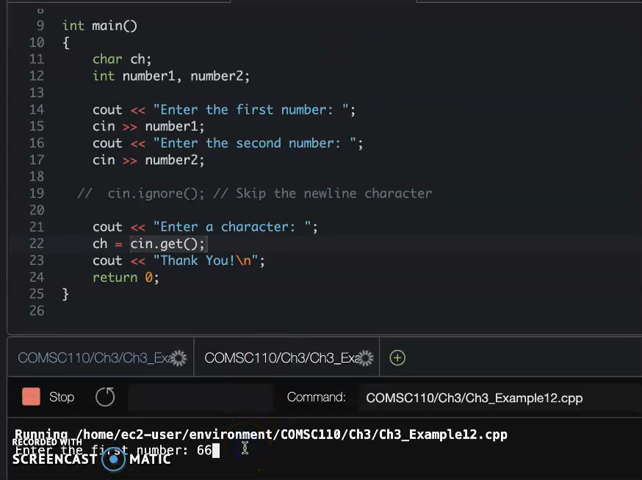 8
9 int main()
10 {
11 char ch;
12 int number1, number2;
13
14 cout << "Enter the first number: ";
15 cin >> number1;
16 cout << "Enter the second number: ";
17 cin >> number2;
18
19 // cin.ignore(); // Skip the newline character
20
21 cout << "Enter a character: ";
22 ch = cin.get();
23 cout << "Thank You!\n";
24 return 0;
25 }
26
COMSC110/Ch3/Ch3_Exa COMSC110/Ch3/Ch3_Example
Stop Command: COMSC110/Ch3/Ch3_Example12.cpp
Running /home/ec2-user/environment/COMSC110/Ch3/Ch3_Example12.cpp
Enter the first number: 66
RECORDED WITH
SCREENCAST MATIC